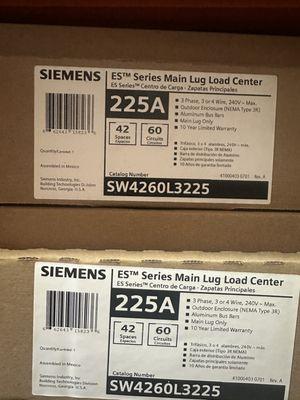 SIEMENS
ES™ Series Main Lug Load Center
ES Series™ Centro de Carga - Zapatas Principales
225A
42
Spaces
Espacios
60
Circuits
Circuitos
• 3 Phase, 3 or 4 Wire, 240V ~ Max.
• Outdoor Enclosure (NEMA Type 3R)
• Aluminum Bus Bars
• Main Lug Only
• 10 Year Limited Warranty
• Trifásico, 3 o 4 alambres, 240V ~ máx.
• Caja exterior (Tipo 3R NEMA)
• Barra de distribución de Aluminio
• Zapatas principales solamente
• 10 Años de garantía limitada
Assembled in Mexico
Siemens Industry, Inc.
Building Technologies Division
Norcross, Georgia U.S.A.
Catalog Number
SW4260L3225
SIEMENS
ES™ Series Main Lug Load Center
ES Series™ Centro de Carga - Zapatas Principales
225A
42
Spaces
Espacios
60
Circuits
Circuitos
• 3 Phase, 3 or 4 Wire, 240V ~ Max.
• Outdoor Enclosure (NEMA Type 3R)
• Aluminum Bus Bars
• Main Lug Only
• 10 Year Limited Warranty
• Trifásico, 3 o 4 alambres, 240V ~ máx.
• Caja exterior (Tipo 3R NEMA)
• Barra de distribución de Aluminio
• Zapatas principales solamente
• 10 Años de garantía limitada
Assembled in Mexico
Siemens Industry, Inc.
Building Technologies Division
Norcross, Georgia U.S.A.
Catalog Number
SW4260L3225